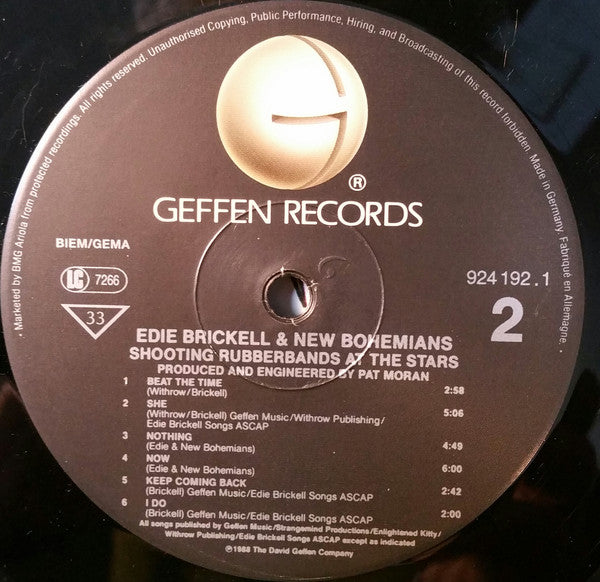 • Marketed by BMG Ariola from protected recordings. All rights reserved. Unauthorised Copying, Public Performance, Hiring, and Broadcasting of this record forbidden. Made in Germany. Fabriqué en Allemagne. •
®
GEFFEN RECORDS
BIEM/GEMA
LC 7266
33
924 192.1
2
EDIE BRICKELL & NEW BOHEMIANS
SHOOTING RUBBERBANDS AT THE STARS
PRODUCED AND ENGINEERED BY PAT MORAN
1 BEAT THE TIME
(Withrow/Brickell) 2:58
2 SHE
(Withrow/Brickell) Geffen Music/Withrow Publishing/ 5:06
Edie Brickell Songs ASCAP
3 NOTHING
(Edie & New Bohemians) 4:49
4 NOW
(Edie & New Bohemians) 6:00
5 KEEP COMING BACK
(Brickell) Geffen Music/Edie Brickell Songs ASCAP 2:42
6 I DO
(Brickell) Geffen Music/Edie Brickell Songs ASCAP 2:00
All songs published by Geffen Music/Strangemind Productions/Enlightened Kitty/
Withrow Publishing/Edie Brickell Songs ASCAP except as indicated
℗1988 The David Geffen Company